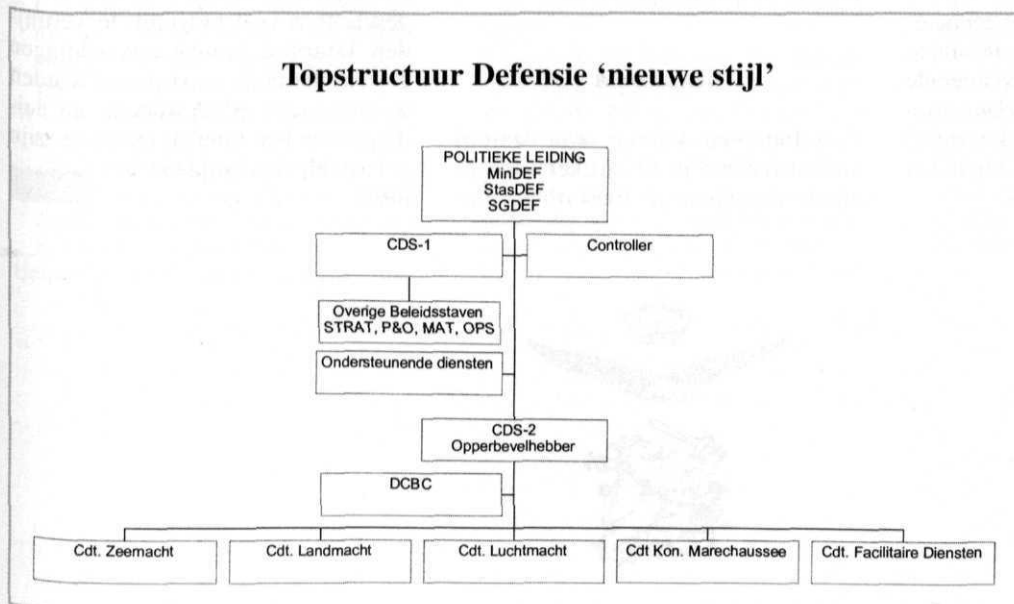 Topstructuur Defensie ‘nieuwe stijl’
POLITIEKE LEIDING
MinDEF
StasDEF
SGDEF
CDS-1
Controller
Overige Beleidsstaven
STRAT, P&O, MAT, OPS
Ondersteunende diensten
CDS-2
Opperbevelhebber
DCBC
Cdt. Zeemacht
Cdt. Landmacht
Cdt. Luchtmacht
Cdt Kon. Marechaussee
Cdt. Facilitaire Diensten